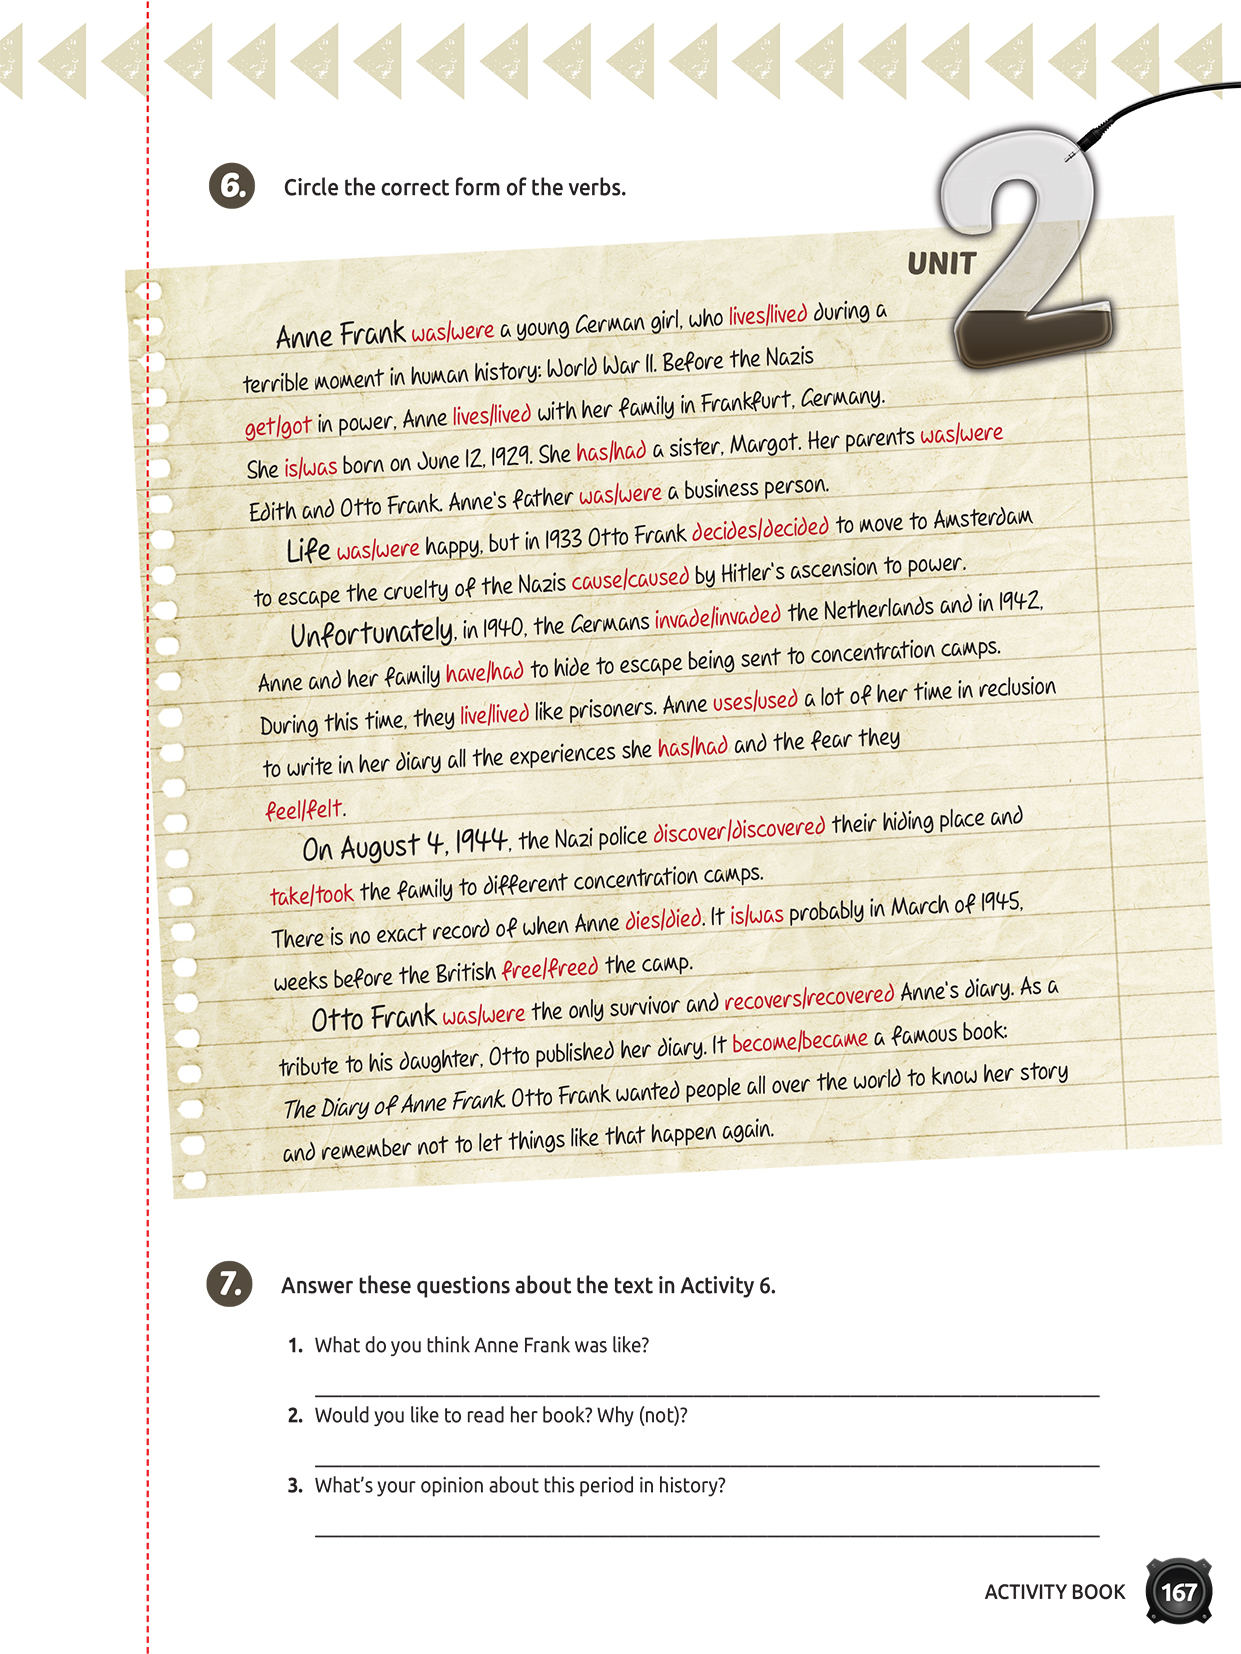 6. Circle the correct form of the verbs.
UNIT 2
Anne Frank was/were a young German girl, who lives/lived during a
terrible moment in human history: World War II. Before the Nazis
get/got in power, Anne lives/lived with her family in Frankfurt, Germany.
She is/was born on June 12, 1929. She has/had a sister, Margot. Her parents was/were
Edith and Otto Frank. Anne's father was/were a business person.
Life was/were happy, but in 1933 Otto Frank decides/decided to move to Amsterdam
to escape the cruelty of the Nazis cause/caused by Hitler's ascension to power.
Unfortunately, in 1940, the Germans invade/invaded the Netherlands and in 1942,
Anne and her family have/had to hide to escape being sent to concentration camps.
During this time, they live/lived like prisoners. Anne uses/used a lot of her time in reclusion
to write in her diary all the experiences she has/had and the fear they
feel/felt.
On August 4, 1944, the Nazi police discover/discovered their hiding place and
take/took the family to different concentration camps.
There is no exact record of when Anne dies/died. It is/was probably in March of 1945,
weeks before the British free/freed the camp.
Otto Frank was/were the only survivor and recovers/recovered Anne's diary. As a
tribute to his daughter, Otto published her diary. It become/became a famous book:
The Diary of Anne Frank. Otto Frank wanted people all over the world to know her story
and remember not to let things like that happen again.
7. Answer these questions about the text in Activity 6.
1. What do you think Anne Frank was like?
2. Would you like to read her book? Why (not)?
3. What's your opinion about this period in history?
ACTIVITY BOOK 167